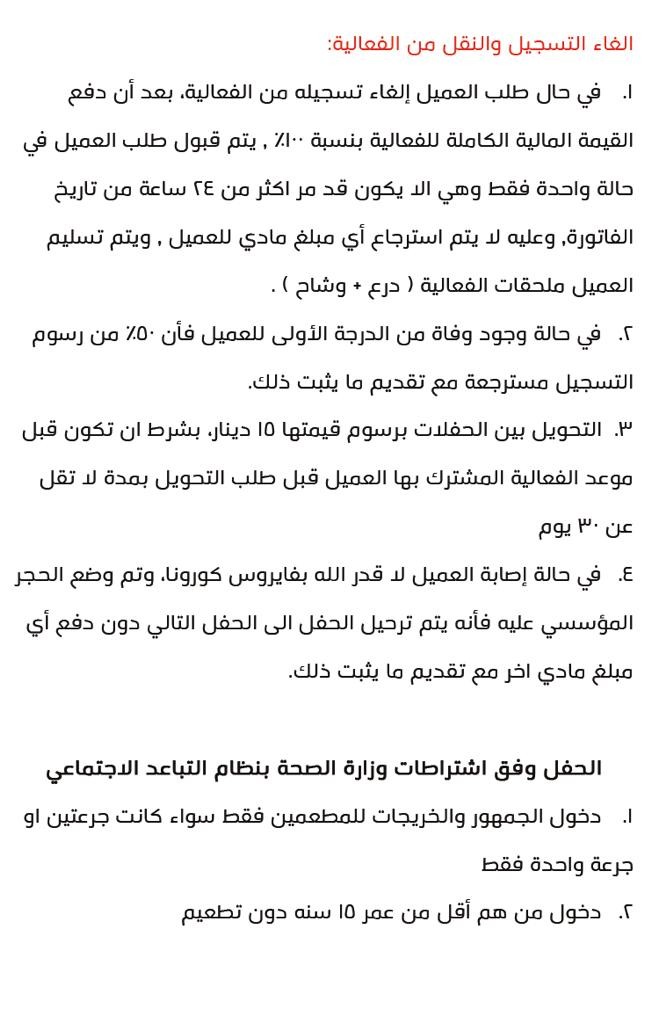 الغاء التسجيل والنقل من الفعالية:
١. في حال طلب العميل إلغاء تسجيله من الفعالية، بعد أن دفع
القيمة المالية الكاملة للفعالية بنسبة ١٠٠٪ , يتم قبول طلب العميل في
حالة واحدة فقط وهي الا يكون قد مر اكثر من ٢٤ ساعة من تاريخ
الفاتورة, وعليه لا يتم استرجاع أي مبلغ مادي للعميل , ويتم تسليم
العميل ملحقات الفعالية ( درع + وشاح ) .
٢. في حالة وجود وفاة من الدرجة الأولى للعميل فأن ٥٠٪ من رسوم
التسجيل مسترجعة مع تقديم ما يثبت ذلك.
٣. التحويل بين الحفلات برسوم قيمتها ١٥ دينار، بشرط ان تكون قبل
موعد الفعالية المشترك بها العميل قبل طلب التحويل بمدة لا تقل
عن ٣٠ يوم
٤. في حالة إصابة العميل لا قدر الله بفايروس كورونا، وتم وضع الحجر
المؤسسي عليه فأنه يتم ترحيل الحفل الى الحفل التالي دون دفع أي
مبلغ مادي اخر مع تقديم ما يثبت ذلك.
الحفل وفق اشتراطات وزارة الصحة بنظام التباعد الاجتماعي
١. دخول الجمهور والخريجات للمطعمين فقط سواء كانت جرعتين او
جرعة واحدة فقط
٢. دخول من هم أقل من عمر ١٥ سنه دون تطعيم